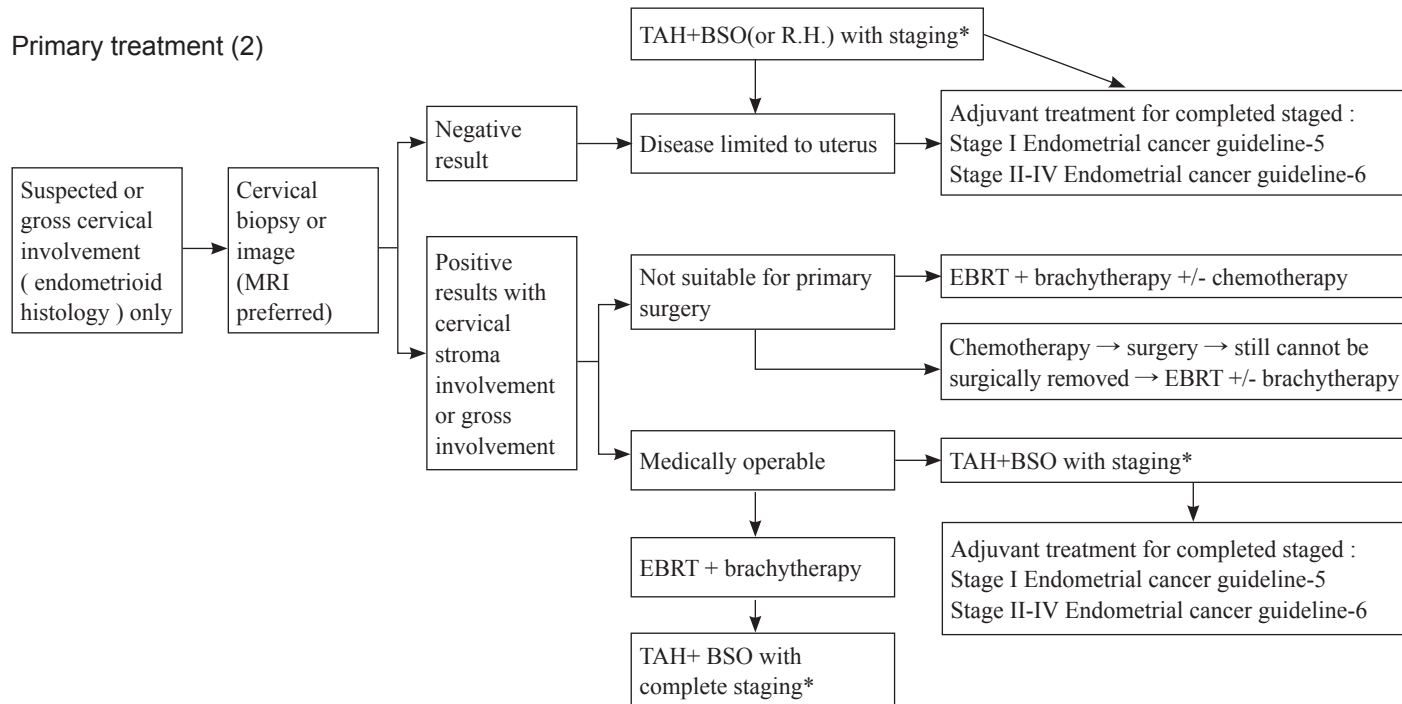 Primary treatment (2)
TAH+BSO(or R.H.) with staging*
Suspected or
gross cervical
involvement
( endometrioid
histology ) only
Cervical
biopsy or
image
(MRI
preferred)
Negative
result
Disease limited to uterus
Adjuvant treatment for completed staged :
Stage I Endometrial cancer guideline-5
Stage II-IV Endometrial cancer guideline-6
Positive
results with
cervical
stroma
involvement
or gross
involvement
Not suitable for primary
surgery
EBRT + brachytherapy +/- chemotherapy
Chemotherapy → surgery → still cannot be
surgically removed → EBRT +/- brachytherapy
Medically operable
TAH+BSO with staging*
Adjuvant treatment for completed staged :
Stage I Endometrial cancer guideline-5
Stage II-IV Endometrial cancer guideline-6
EBRT + brachytherapy
TAH+ BSO with
complete staging*